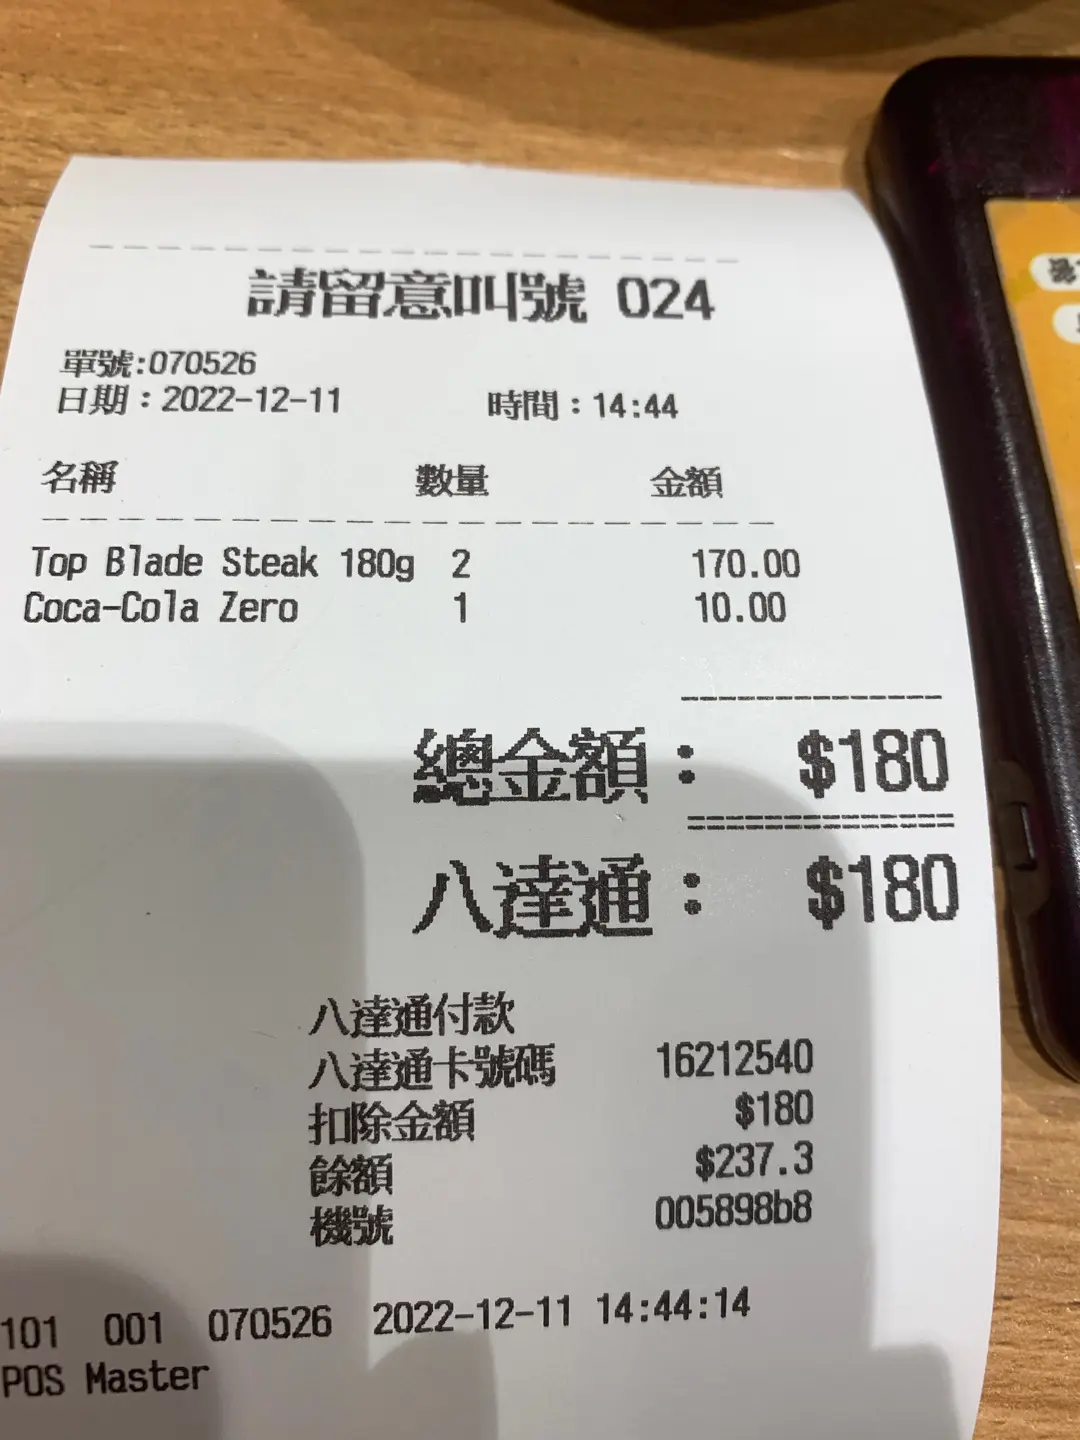 請留意叫號 024
單號:070526
日期：2022-12-11 時間：14:44
名稱 數量 金額
Top Blade Steak 180g 2 170.00
Coca-Cola Zero 1 10.00
總金額： $180
八達通： $180
八達通付款
八達通卡號碼 16212540
扣除金額 $180
餘額 $237.3
機號 005898b8
101 001 070526 2022-12-11 14:44:14
POS Master